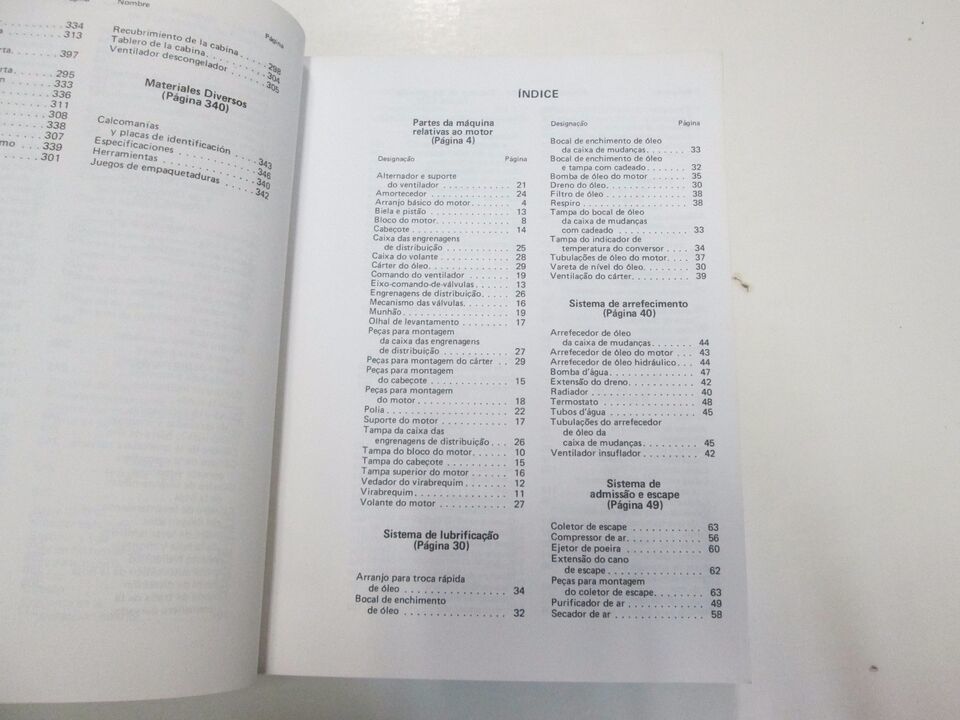 Nombre
334
313
397
rta.
295
333
336
311
308
338
307
339
301
Página
Recubrimiento de la cabina . . . . . 298
Tablero de la cabina . . . . . . . . . 304
Ventilador descongelador . . . . . . . 305
Materiales Diversos
(Página 340)
Calcomanías
y placas de identificación . . . . 343
Especificaciones . . . . . . . . . . . . 346
Herramientas . . . . . . . . . . . . . . 340
Juegos de empaquetaduras . . . . . 342
ÍNDICE
Partes da máquina
relativas ao motor
(Página 4)
Designação Página
Alternador e suporte
do ventilador . . . . . . . . . . . 21
Amortecedor . . . . . . . . . . . . . 24
Arranjo básico do motor . . . . . . . 4
Biela e pistão . . . . . . . . . . . . . 13
Bloco do motor . . . . . . . . . . . . 8
Cabeçote . . . . . . . . . . . . . . . 14
Caixa das engrenagens
de distribuição . . . . . . . . . . 25
Caixa do volante . . . . . . . . . . . 28
Cárter do óleo . . . . . . . . . . . . 29
Comando do ventilador . . . . . . . . 19
Eixo-comando-de-válvulas . . . . . . 13
Engrenagens de distribuição . . . . . 26
Mecanismo das válvulas . . . . . . . 16
Munhão . . . . . . . . . . . . . . . . 19
Olhal de levantamento . . . . . . . . 17
Peças para montagem
da caixa das engrenagens
de distribuição . . . . . . . . . . 27
Peças para montagem do cárter . . 29
Peças para montagem
do cabeçote . . . . . . . . . . . . 15
Peças para montagem
do motor . . . . . . . . . . . . . . 18
Polia . . . . . . . . . . . . . . . . . . 22
Suporte do motor . . . . . . . . . . 17
Tampa da caixa das
engrenagens de distribuição . . . 26
Tampa do bloco do motor . . . . . . 10
Tampa do cabeçote . . . . . . . . . 15
Tampa superior do motor . . . . . . 16
Vedador do virabrequim . . . . . . . 12
Virabrequim . . . . . . . . . . . . . . 11
Volante do motor . . . . . . . . . . . 27
Sistema de lubrificação
(Página 30)
Arranjo para troca rápida
de óleo . . . . . . . . . . . . . . . 34
Bocal de enchimento
de óleo . . . . . . . . . . . . . . . 32
Designação Página
Bocal de enchimento de óleo
da caixa de mudanças . . . . . . 33
Bocal de enchimento de óleo
e tampa com cadeado . . . . . . . 32
Bomba de óleo do motor . . . . . . . 35
Dreno do óleo . . . . . . . . . . . . . 30
Filtro de óleo . . . . . . . . . . . . . 38
Respiro . . . . . . . . . . . . . . . . . 38
Tampa do bocal de óleo
da caixa de mudanças
com cadeado . . . . . . . . . . . . 33
Tampa do indicador de
temperatura do conversor . . . . 34
Tubulações de óleo do motor . . . . 37
Vareta de nível do óleo . . . . . . . . 30
Ventilação do cárter . . . . . . . . . . 39
Sistema de arrefecimento
(Página 40)
Arrefecedor de óleo
da caixa de mudanças . . . . . . . 44
Arrefecedor de óleo do motor . . . 43
Arrefecedor de óleo hidráulico . . . 44
Bomba d'água . . . . . . . . . . . . . 47
Extensão do dreno . . . . . . . . . . . 42
Radiador . . . . . . . . . . . . . . . . 40
Termostato . . . . . . . . . . . . . . . 48
Tubos d'água . . . . . . . . . . . . . . 45
Tubulações do arrefecedor
de óleo da
caixa de mudanças . . . . . . . . . 45
Ventilador insuflador . . . . . . . . . 42
Sistema de
admissão e escape
(Página 49)
Coletor de escape . . . . . . . . . . . 63
Compressor de ar . . . . . . . . . . . 56
Ejetor de poeira . . . . . . . . . . . . 60
Extensão do cano
de escape . . . . . . . . . . . . . . 62
Peças para montagem
do coletor de escape . . . . . . . 63
Purificador de ar . . . . . . . . . . . 49
Secador de ar . . . . . . . . . . . . . 58